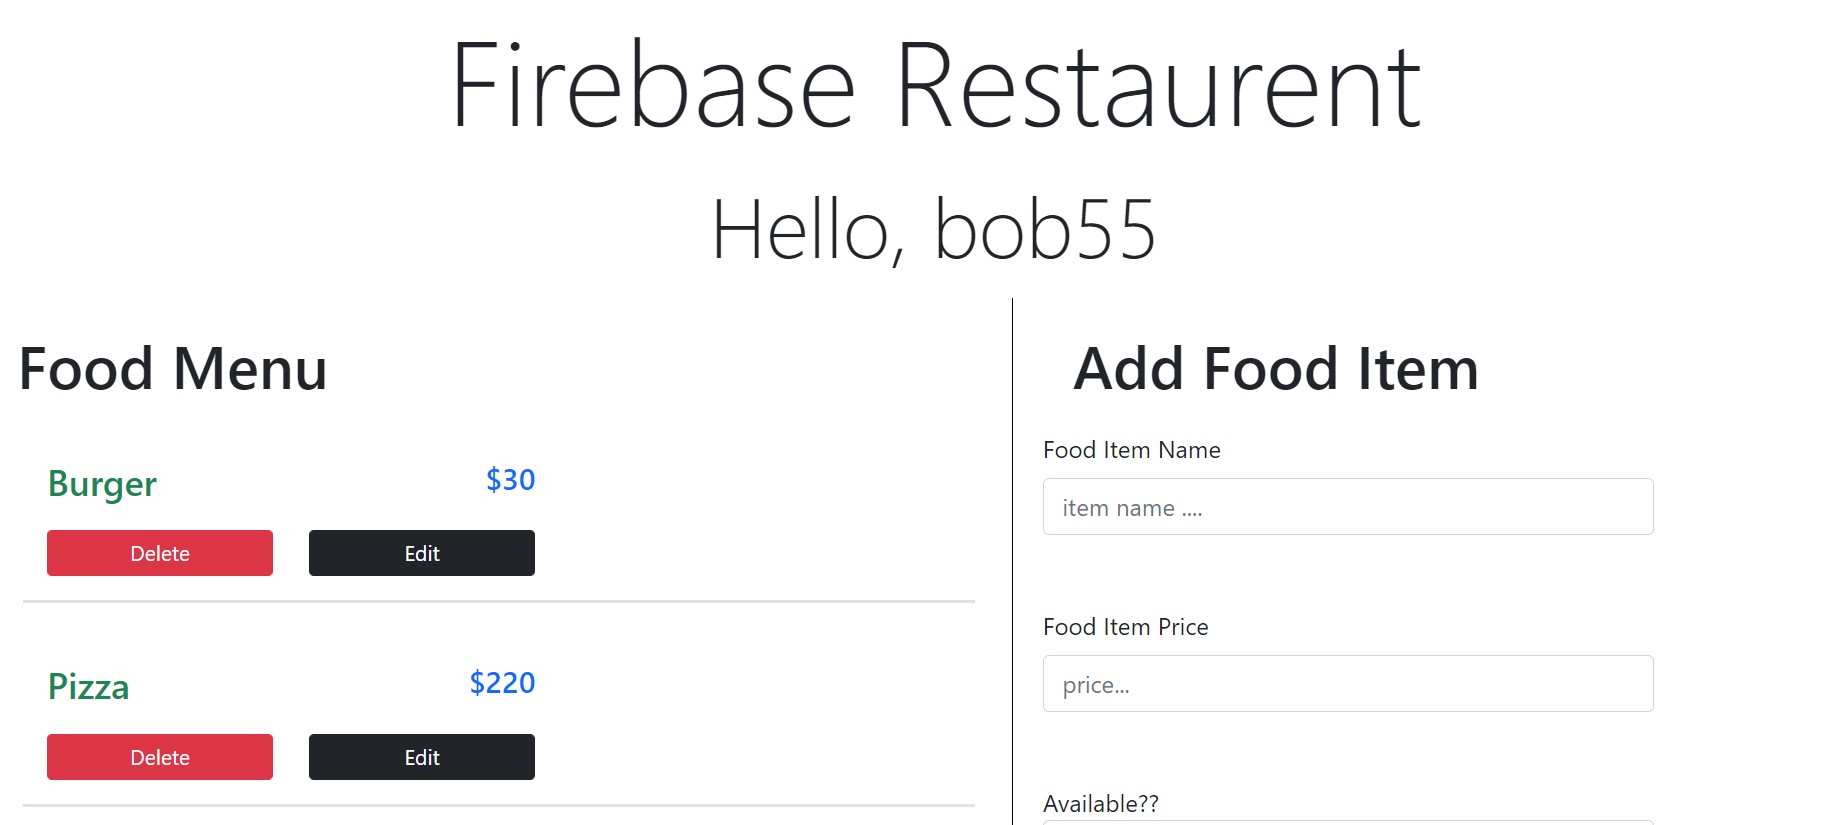 Firebase Restaurent
Hello, bob55
Food Menu
Burger
$30
Delete
Edit
Pizza
$220
Delete
Edit
Add Food Item
Food Item Name
item name ....
Food Item Price
price...
Available??